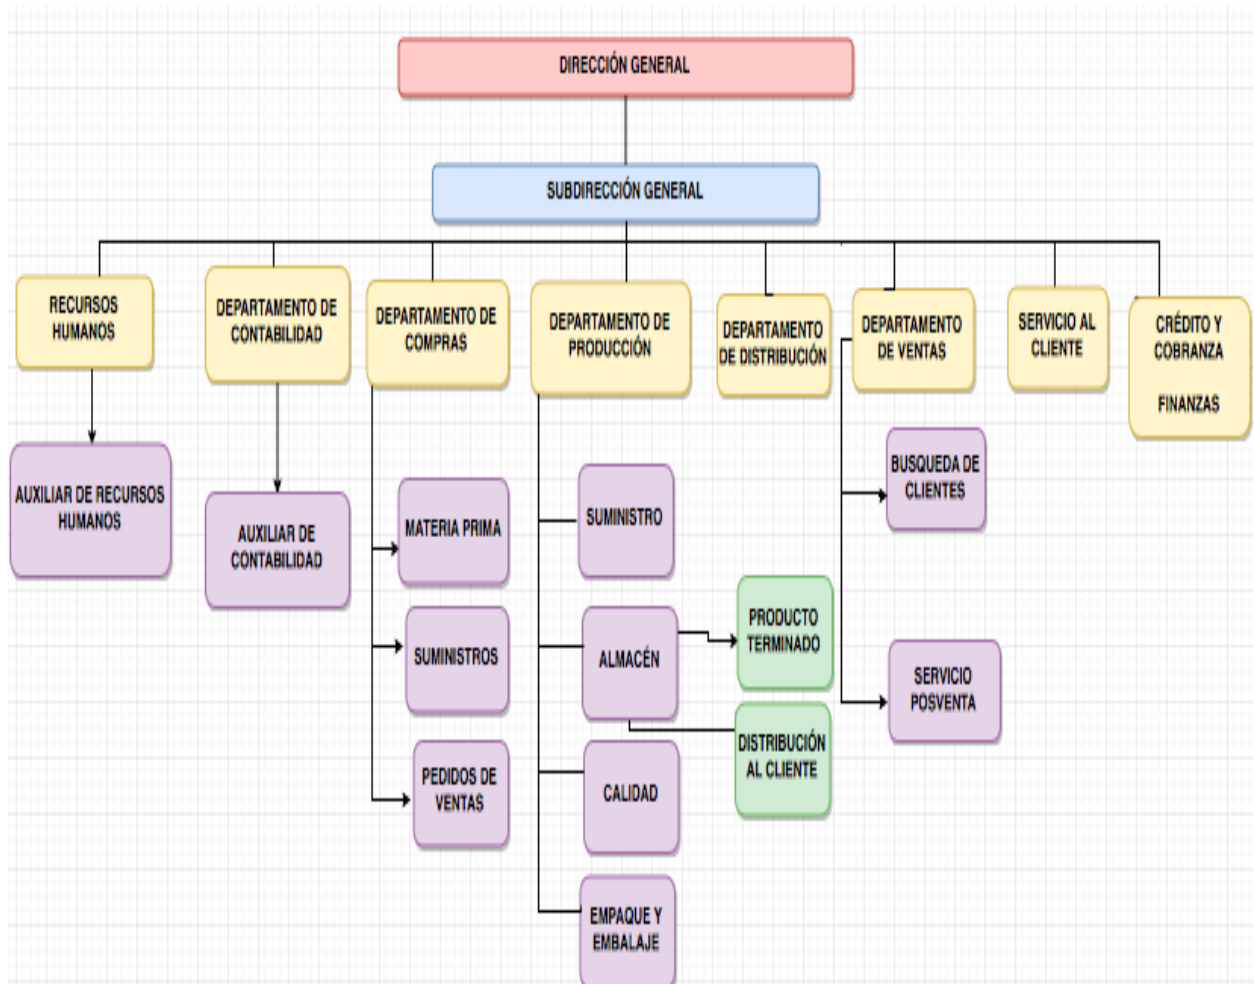 DIRECCIÓN GENERAL
SUBDIRECCIÓN GENERAL
RECURSOS
HUMANOS
DEPARTAMENTO DE
CONTABILIDAD
DEPARTAMENTO DE
COMPRAS
DEPARTAMENTO DE
PRODUCCIÓN
DEPARTAMENTO
DE DISTRIBUCIÓN
DEPARTAMENTO
DE VENTAS
SERVICIO AL
CLIENTE
CRÉDITO Y
COBRANZA
FINANZAS
AUXILIAR DE RECURSOS
HUMANOS
AUXILIAR DE
CONTABILIDAD
MATERIA PRIMA
SUMINISTROS
PEDIDOS DE
VENTAS
SUMINISTRO
ALMACÉN
CALIDAD
EMPAQUE Y
EMBALAJE
PRODUCTO
TERMINADO
DISTRIBUCIÓN
AL CLIENTE
BUSQUEDA DE
CLIENTES
SERVICIO
POSVENTA